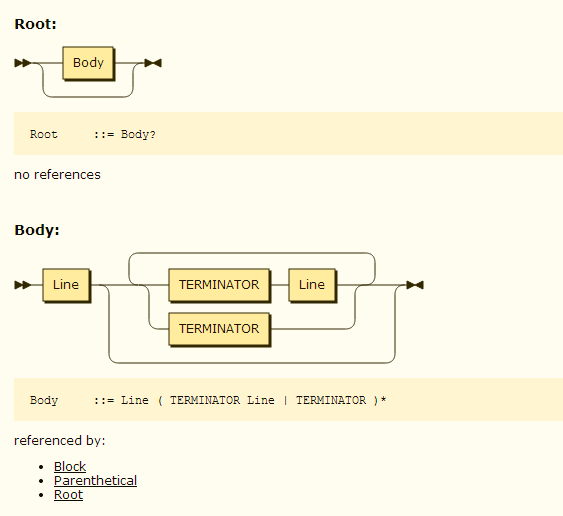 Root:
Body
Root ::= Body?
no references
Body:
Line TERMINATOR Line
TERMINATOR
Body ::= Line ( TERMINATOR Line | TERMINATOR )*
referenced by:
Block
Parenthetical
Root